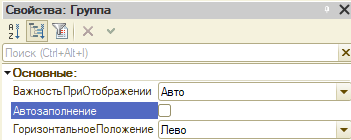 Свойства: Группа
Поиск (Ctrl+Alt+I)
Основные:
ВажностьПриОтображении Авто
Автозаполнение
ГоризонтальноеПоложение Лево